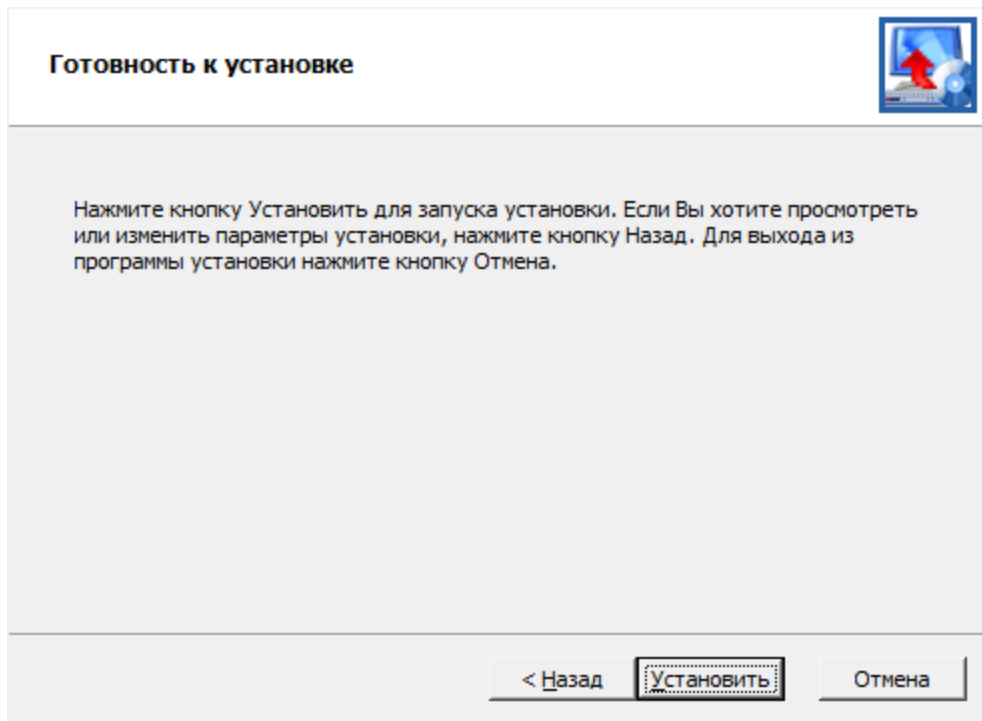 Готовность к установке
Нажмите кнопку Установить для запуска установки. Если Вы хотите просмотреть
или изменить параметры установки, нажмите кнопку Назад. Для выхода из
программы установки нажмите кнопку Отмена.
< Назад
Установить
Отмена